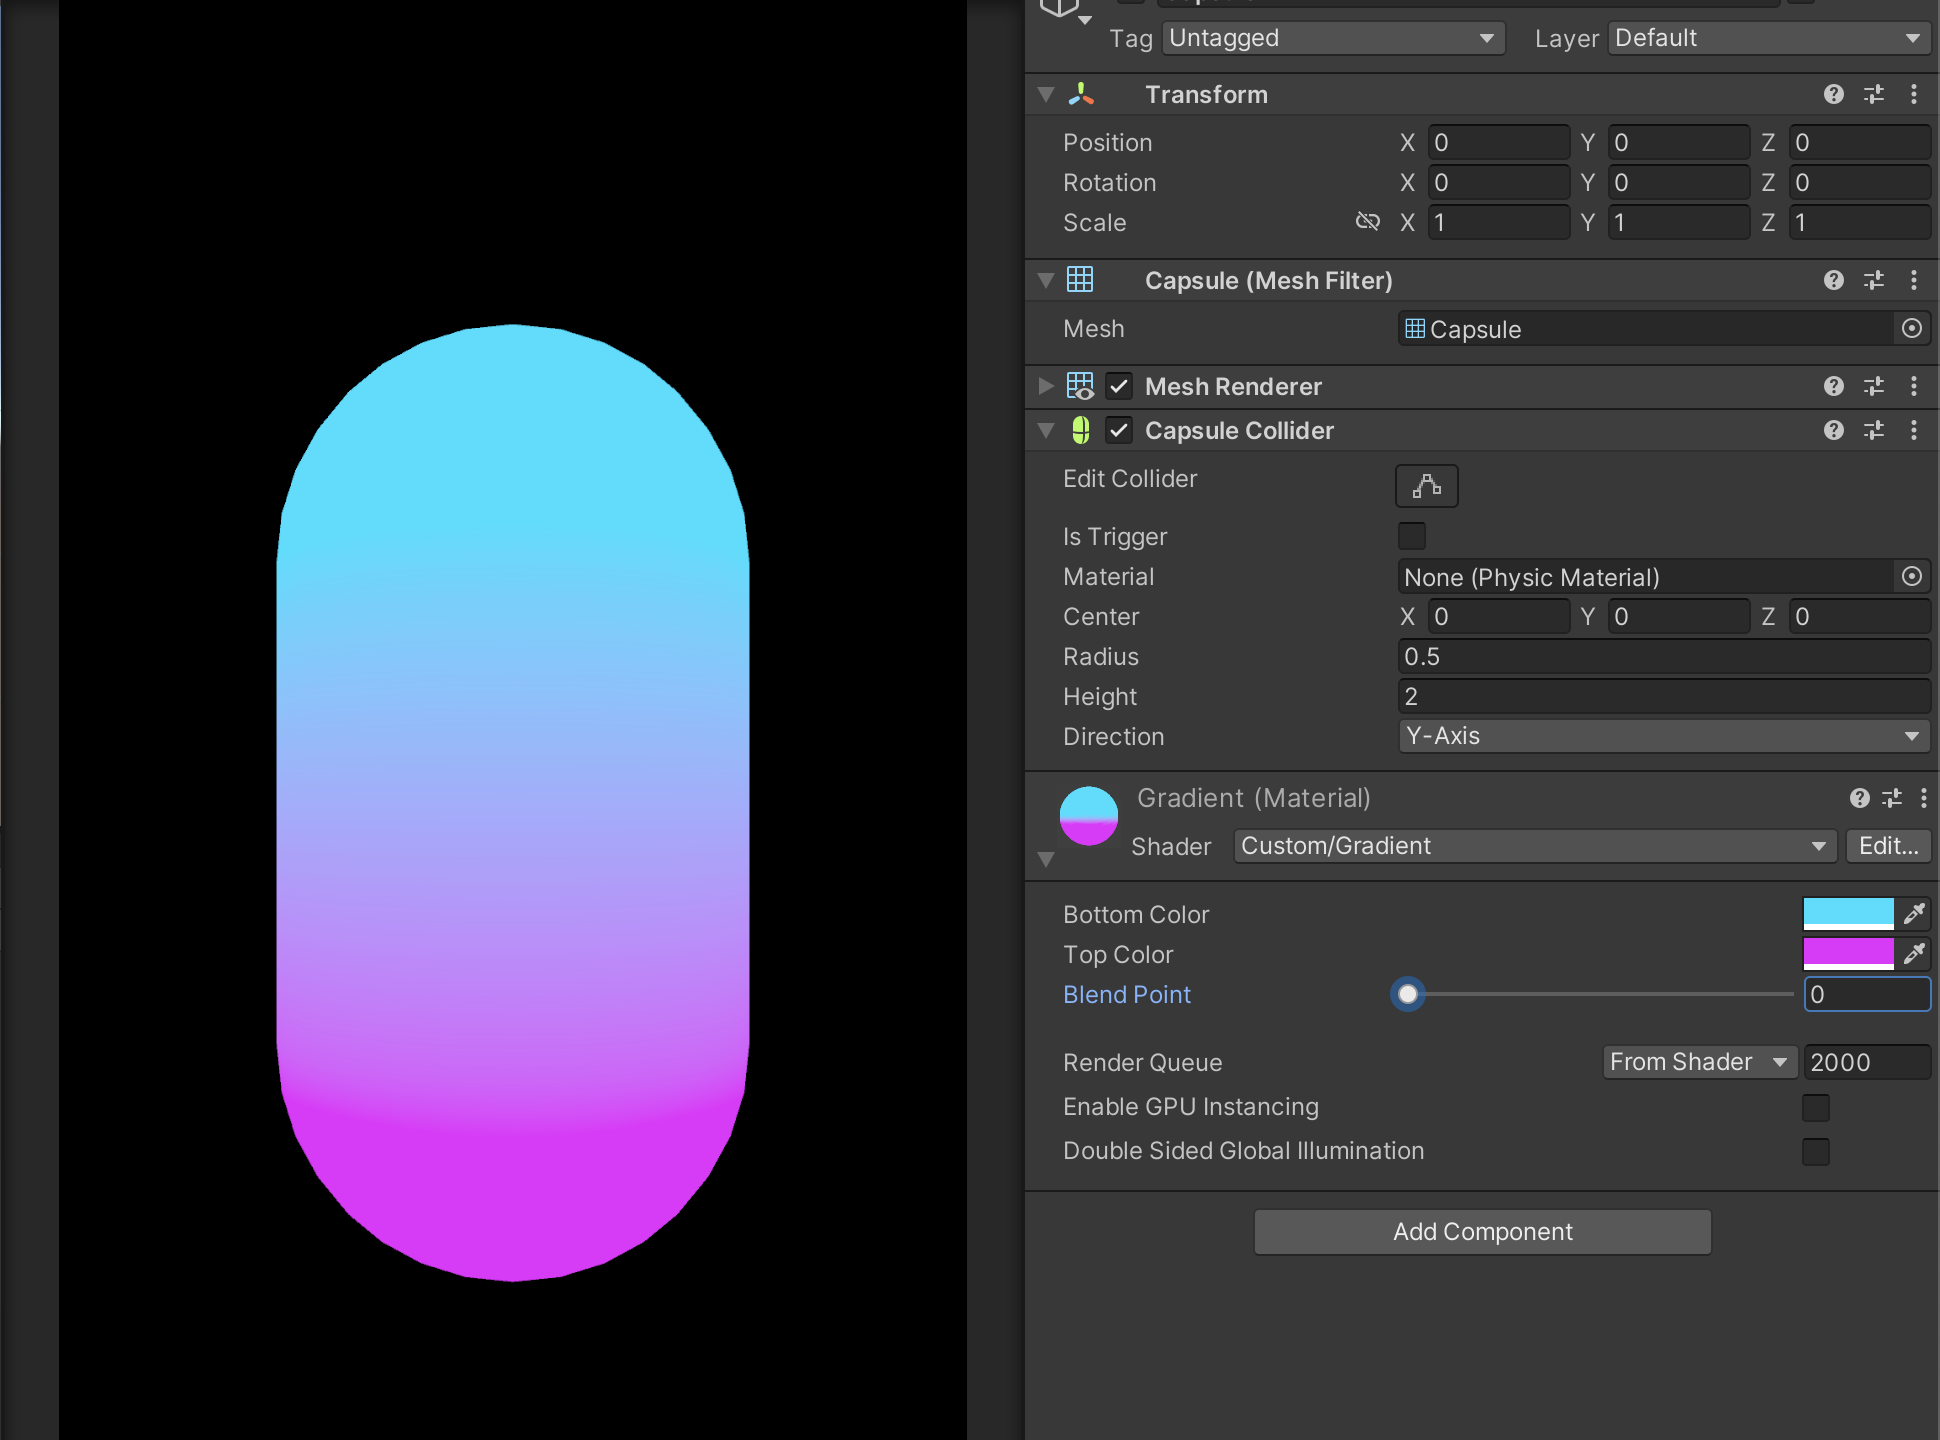 Tag Untagged Layer Default
Transform
Position X 0 Y 0 Z 0
Rotation X 0 Y 0 Z 0
Scale X 1 Y 1 Z 1
Capsule (Mesh Filter)
Mesh Capsule
Mesh Renderer
Capsule Collider
Edit Collider
Is Trigger
Material None (Physic Material)
Center X 0 Y 0 Z 0
Radius 0.5
Height 2
Direction Y-Axis
Gradient (Material)
Shader Custom/Gradient Edit...
Bottom Color
Top Color
Blend Point 0
Render Queue From Shader 2000
Enable GPU Instancing
Double Sided Global Illumination
Add Component